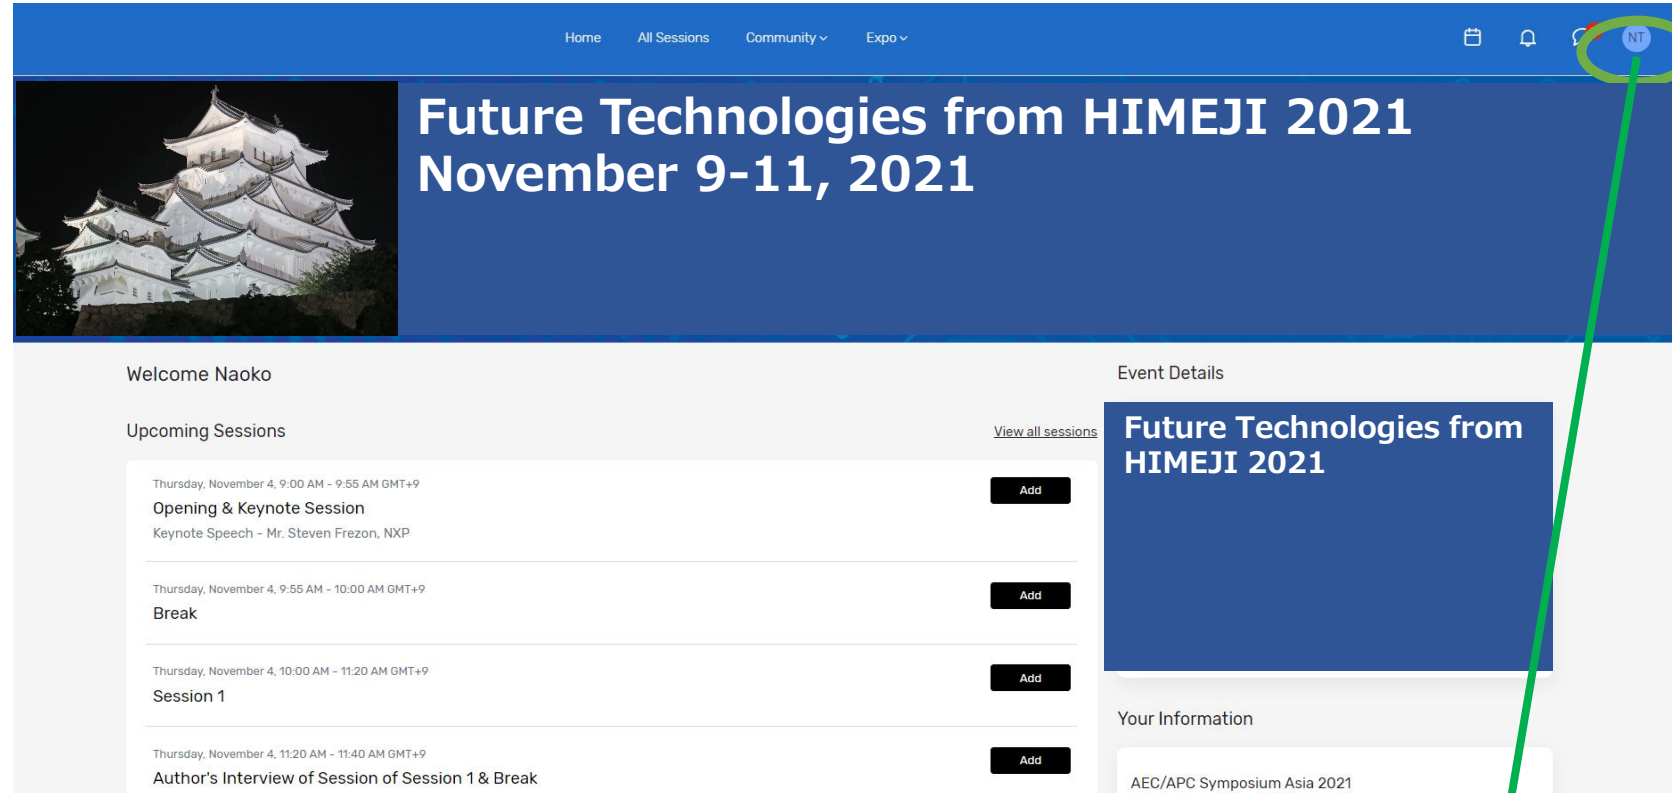 Home All Sessions Community Expo
NT
Future Technologies from HIMEJI 2021
November 9-11, 2021
Welcome Naoko
Upcoming Sessions
View all sessions
Thursday, November 4, 9:00 AM - 9:55 AM GMT+9
Opening & Keynote Session
Keynote Speech - Mr. Steven Frezon, NXP
Add
Thursday, November 4, 9:55 AM - 10:00 AM GMT+9
Break
Add
Thursday, November 4, 10:00 AM - 11:20 AM GMT+9
Session 1
Add
Thursday, November 4, 11:20 AM - 11:40 AM GMT+9
Author's Interview of Session of Session 1 & Break
Add
Event Details
Future Technologies from
HIMEJI 2021
Your Information
AEC/APC Symposium Asia 2021